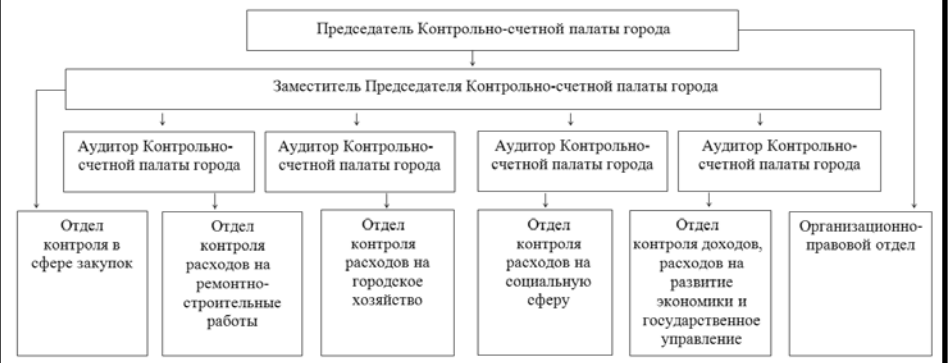 Председатель Контрольно-счетной палаты города
Заместитель Председателя Контрольно-счетной палаты города
Аудитор Контрольно-
счетной палаты города
Аудитор Контрольно-
счетной палаты города
Аудитор Контрольно-
счетной палаты города
Аудитор Контрольно-
счетной палаты города
Отдел
контроля в
сфере закупок
Отдел
контроля
расходов на
ремонтно-
строительные
работы
Отдел
контроля
расходов на
городское
хозяйство
Отдел
контроля
расходов на
социальную
сферу
Отдел
контроля доходов,
расходов на
развитие
экономики и
государственное
управление
Организационно-
правовой отдел